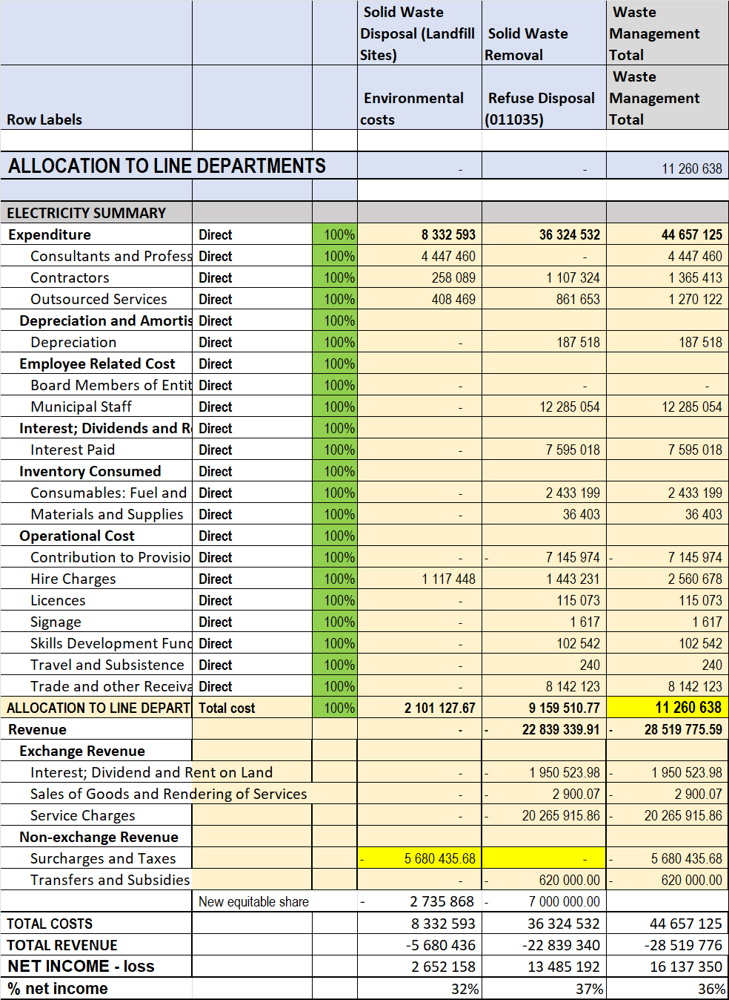 Solid Waste Disposal (Landfill Sites) Solid Waste Removal Waste Management Total
Row Labels Environmental costs Refuse Disposal (011035) Waste Management Total
ALLOCATION TO LINE DEPARTMENTS - - 11 260 638
ELECTRICITY SUMMARY
Expenditure Direct 100% 8 332 593 36 324 532 44 657 125
Consultants and Profess Direct 100% 4 447 460 - 4 447 460
Contractors Direct 100% 258 089 1 107 324 1 365 413
Outsourced Services Direct 100% 408 469 861 653 1 270 122
Depreciation and Amortis Direct 100%
Depreciation Direct 100% - 187 518 187 518
Employee Related Cost Direct 100%
Board Members of Entit Direct 100% - - -
Municipal Staff Direct 100% - 12 285 054 12 285 054
Interest; Dividends and Re Direct 100%
Interest Paid Direct 100% - 7 595 018 7 595 018
Inventory Consumed Direct 100%
Consumables: Fuel and Direct 100% - 2 433 199 2 433 199
Materials and Supplies Direct 100% - 36 403 36 403
Operational Cost Direct 100%
Contribution to Provisio Direct 100% - - 7 145 974 - 7 145 974
Hire Charges Direct 100% 1 117 448 1 443 231 2 560 678
Licences Direct 100% - 115 073 115 073
Signage Direct 100% - 1 617 1 617
Skills Development Fund Direct 100% - 102 542 102 542
Travel and Subsistence Direct 100% - 240 240
Trade and other Receiva Direct 100% - 8 142 123 8 142 123
ALLOCATION TO LINE DEPART Total cost 100% 2 101 127.67 9 159 510.77 11 260 638
Revenue - - 22 839 339.91 - 28 519 775.59
Exchange Revenue
Interest; Dividend and Rent on Land - - 1 950 523.98 - 1 950 523.98
Sales of Goods and Rendering of Services - - 2 900.07 - 2 900.07
Service Charges - - 20 265 915.86 - 20 265 915.86
Non-exchange Revenue
Surcharges and Taxes - 5 680 435.68 - - 5 680 435.68
Transfers and Subsidies - - 620 000.00 - 620 000.00
New equitable share - 2 735 868 - 7 000 000.00
TOTAL COSTS 8 332 593 36 324 532 44 657 125
TOTAL REVENUE -5 680 436 -22 839 340 -28 519 776
NET INCOME - loss 2 652 158 13 485 192 16 137 350
% net income 32% 37% 36%